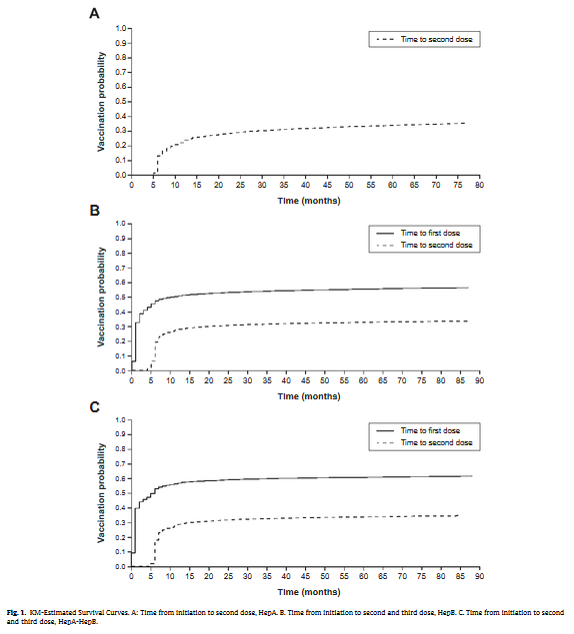 A
1.0
0.9
0.8
0.7
0.6
0.5
0.4
0.3
0.2
0.1
0.0
Vaccination probability
Time to second dose
0 5 10 15 20 25 30 35 40 45 50 55 60 65 70 75 80
Time (months)
B
1.0
0.9
0.8
0.7
0.6
0.5
0.4
0.3
0.2
0.1
0.0
Vaccination probability
Time to first dose
Time to second dose
0 5 10 15 20 25 30 35 40 45 50 55 60 65 70 75 80 85 90
Time (months)
C
1.0
0.9
0.8
0.7
0.6
0.5
0.4
0.3
0.2
0.1
0.0
Vaccination probability
Time to first dose
Time to second dose
0 5 10 15 20 25 30 35 40 45 50 55 60 65 70 75 80 85 90
Time (months)
Fig. 1. KM-Estimated Survival Curves. A: Time from initiation to second dose, HepA. B. Time from initiation to second and third dose, HepB. C. Time from initiation to second
and third dose, HepA-HepB.